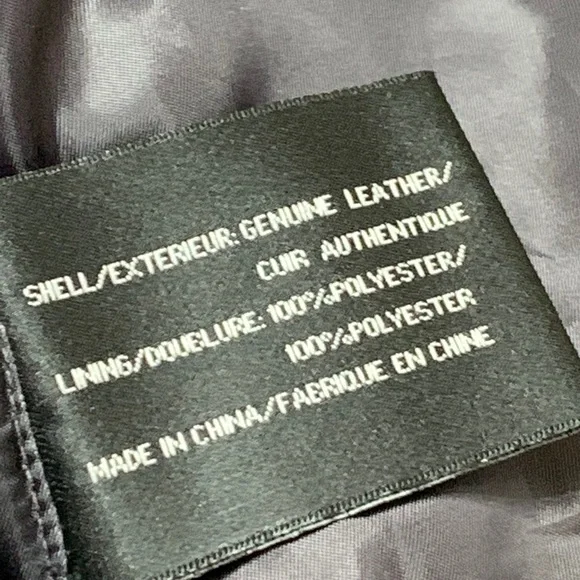 SHELL/EXTERIEUR: GENUINE LEATHER/
CUIR AUTHENTIQUE
LINING/DOUBLURE: 100%POLYESTER/
100%POLYESTER
MADE IN CHINA/FABRIQUE EN CHINE